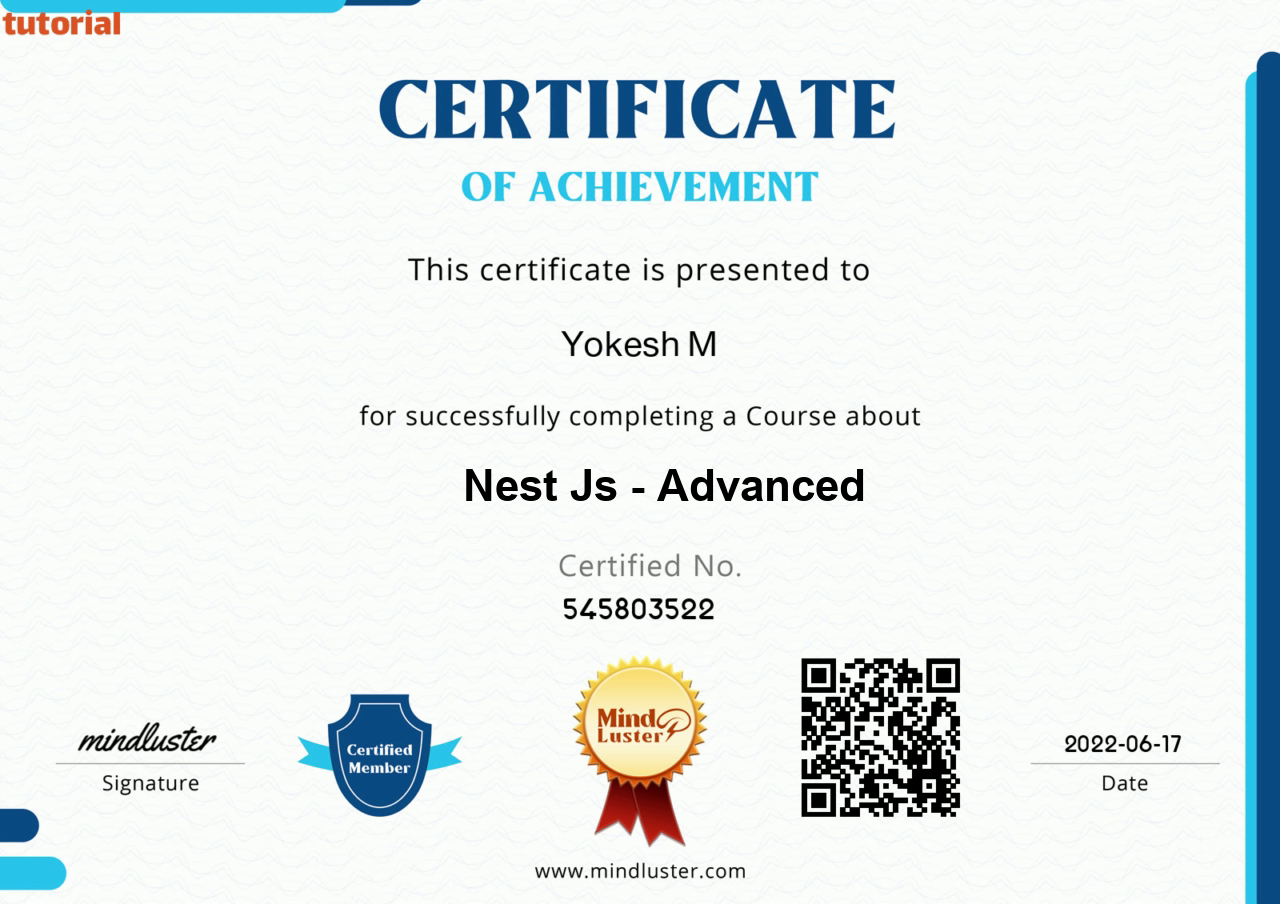 tutorial
CERTIFICATE
OF ACHIEVEMENT
This certificate is presented to
Yokesh M
for successfully completing a Course about
Nest Js - Advanced
Certified No.
545803522
mindluster
Signature
Certified
Member
Mind
Luster
2022-06-17
Date
www.mindluster.com